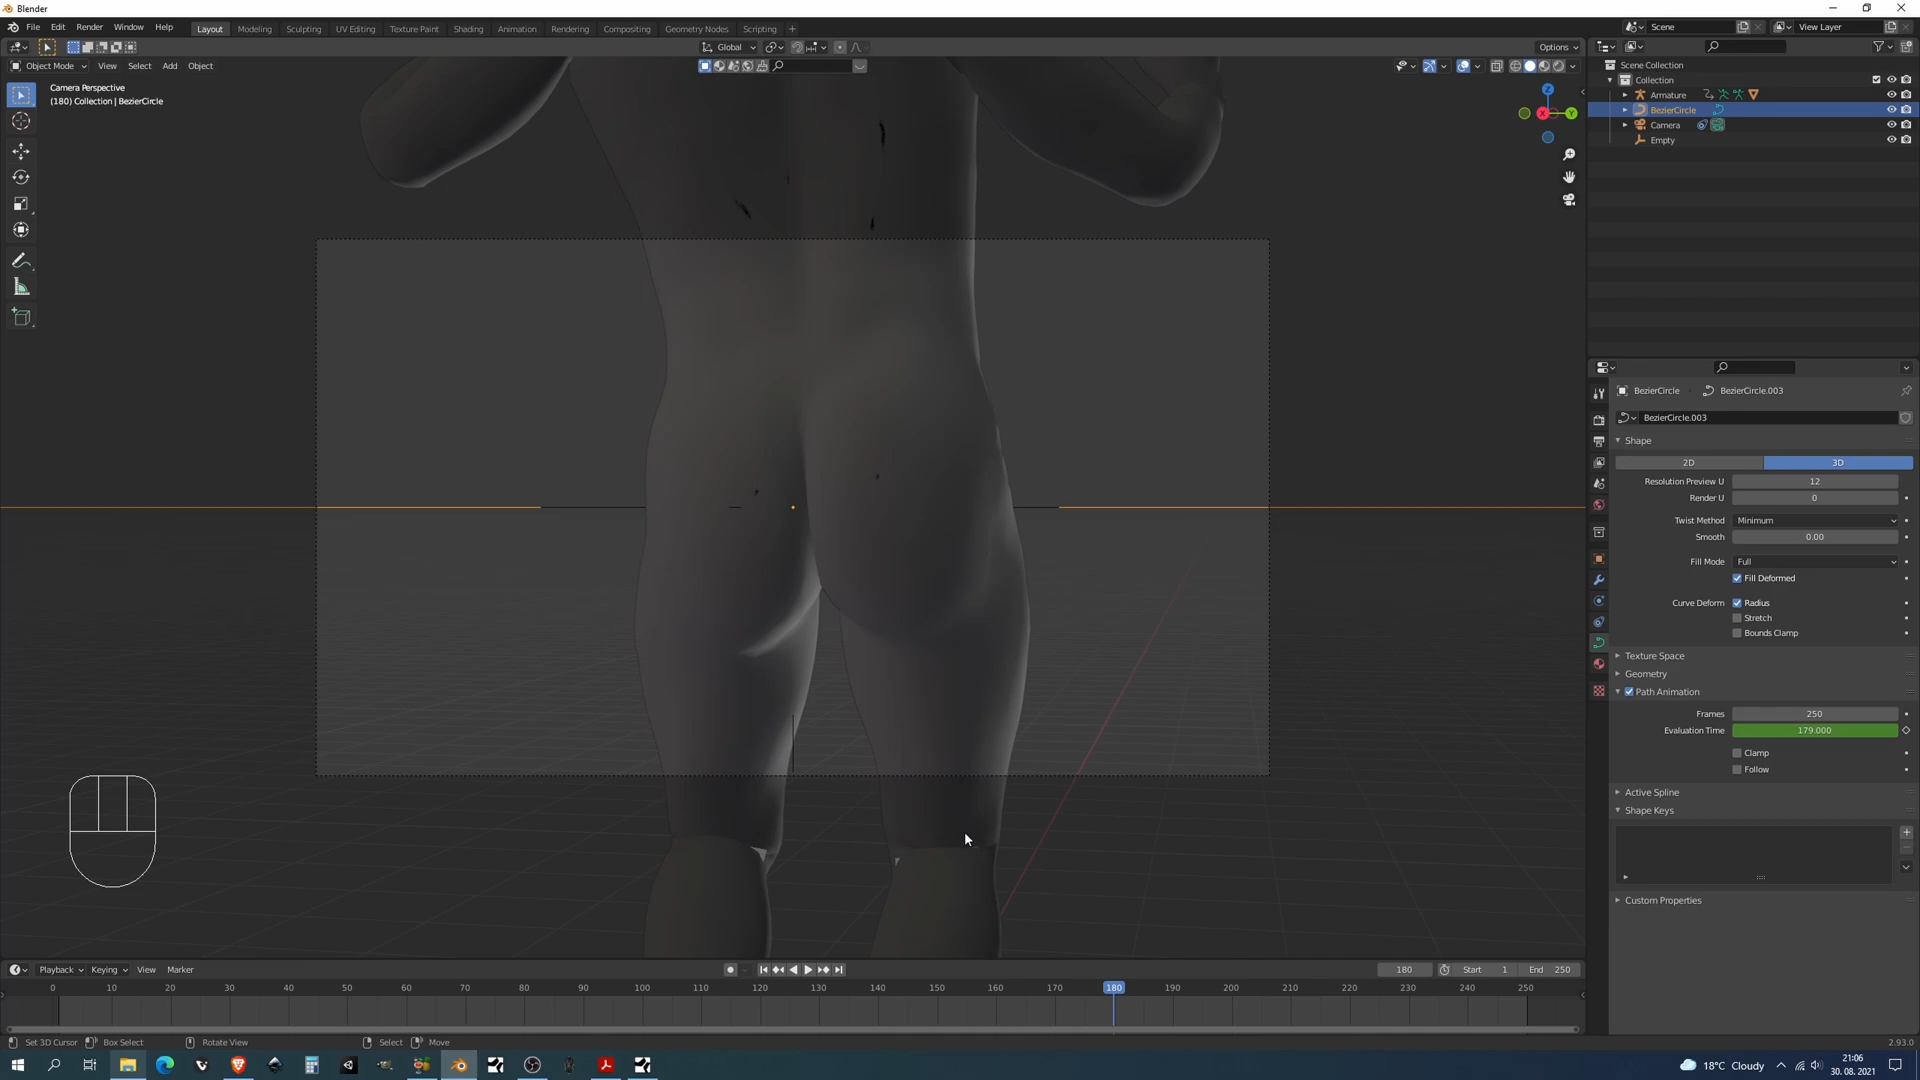 Blender
File Edit Render Window Help
Layout Modeling Sculpting UV Editing Texture Paint Shading Animation Rendering Compositing Geometry Nodes Scripting +
Scene
View Layer
Global
Options
Object Mode View Select Add Object
Camera Perspective
(180) Collection | BezierCircle
Z
X
Y
Scene Collection
Collection
Armature
BezierCircle
Camera
Empty
BezierCircle BezierCircle.003
BezierCircle.003
Shape
2D 3D
Resolution Preview U 12
Render U 0
Twist Method Minimum
Smooth 0.00
Fill Mode Full
Fill Deformed
Curve Deform Radius
Stretch
Bounds Clamp
Texture Space
Geometry
Path Animation
Frames 250
Evaluation Time 179.000
Clamp
Follow
Active Spline
Shape Keys
Custom Properties
Playback Keying View Marker
180 Start 1 End 250
0 10 20 30 40 50 60 70 80 90 100 110 120 130 140 150 160 170 180 190 200 210 220 230 240 250
Set 3D Cursor Box Select Rotate View Select Move
2.93.0
18°C Cloudy
21:06
30. 08. 2021